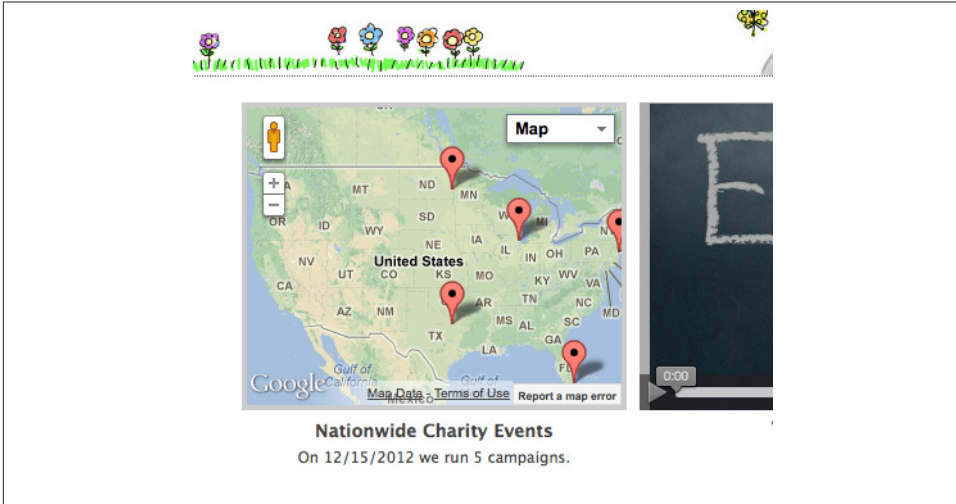 Map
ND
MT
MN
OR
ID
SD
WY
MI
IA
NE
IL
IN
OH
PA
NV
United States
UT
CO
KS
MO
WV
KY
VA
CA
TN
NC
AZ
NM
AR
MD
MS
AL
SC
TX
GA
LA
Gulf of
California
Gulf of
Mexico
Google
Map Data - Terms of Use
Report a map error
E
0:00
Nationwide Charity Events
On 12/15/2012 we run 5 campaigns.